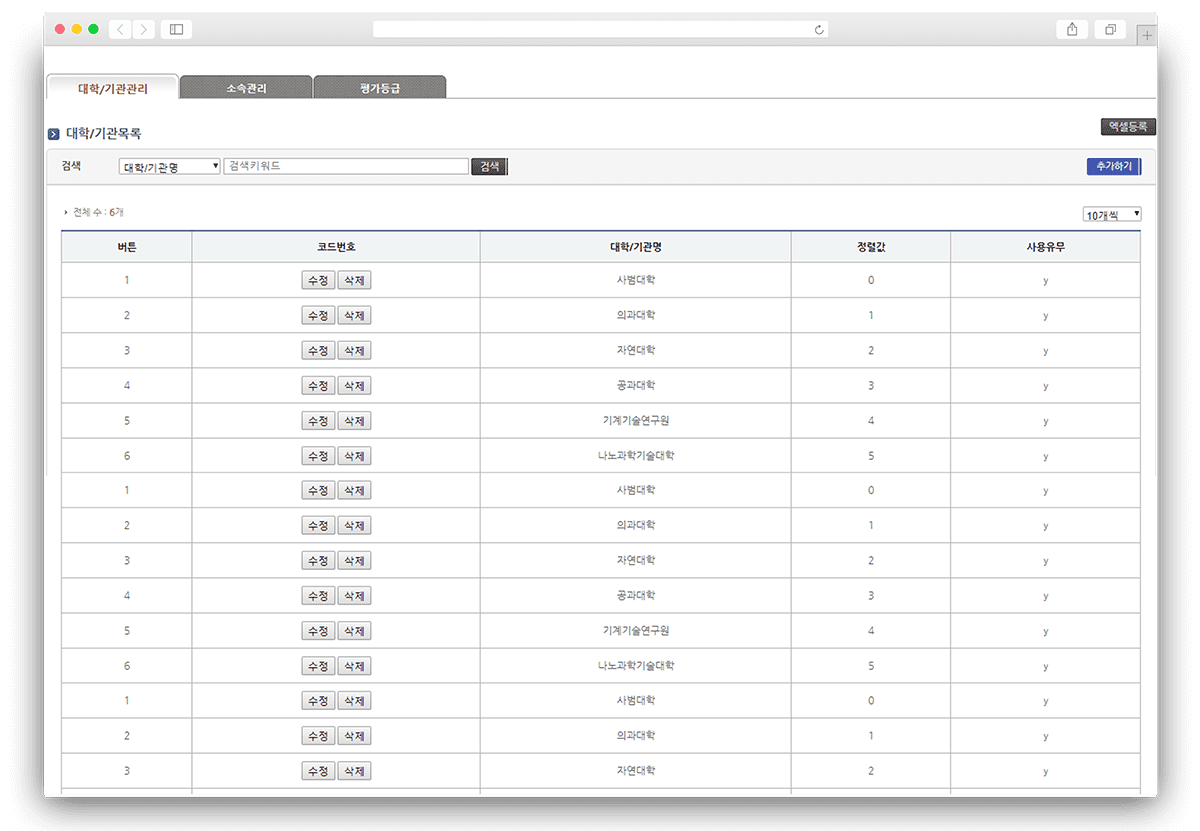 대학/기관관리 소속관리 평가등급
대학/기관목록 엑셀등록
검색 대학/기관명 검색키워드 검색 추가하기
전체 수 : 6개 10개씩
버튼 코드번호 대학/기관명 정렬값 사용유무
1 수정 삭제 사범대학 0 y
2 수정 삭제 의과대학 1 y
3 수정 삭제 자연대학 2 y
4 수정 삭제 공과대학 3 y
5 수정 삭제 기계기술연구원 4 y
6 수정 삭제 나노과학기술대학 5 y
1 수정 삭제 사범대학 0 y
2 수정 삭제 의과대학 1 y
3 수정 삭제 자연대학 2 y
4 수정 삭제 공과대학 3 y
5 수정 삭제 기계기술연구원 4 y
6 수정 삭제 나노과학기술대학 5 y
1 수정 삭제 사범대학 0 y
2 수정 삭제 의과대학 1 y
3 수정 삭제 자연대학 2 y